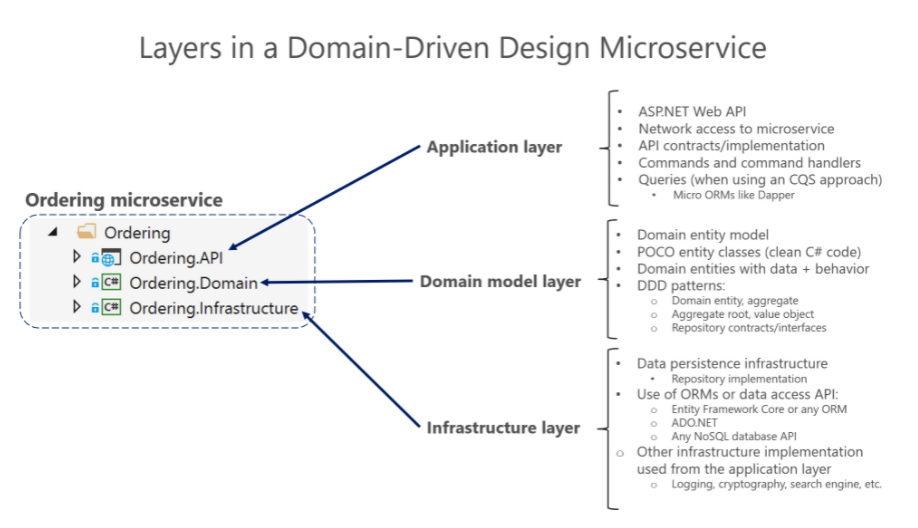 Layers in a Domain-Driven Design Microservice
Application layer
• ASP.NET Web API
• Network access to microservice
• API contracts/implementation
• Commands and command handlers
• Queries (when using an CQS approach)
• Micro ORMs like Dapper
Ordering microservice
Ordering
Ordering.API
C# Ordering.Domain
C# Ordering.Infrastructure
Domain model layer
• Domain entity model
• POCO entity classes (clean C# code)
• Domain entities with data + behavior
• DDD patterns:
o Domain entity, aggregate
o Aggregate root, value object
o Repository contracts/interfaces
Infrastructure layer
• Data persistence infrastructure
• Repository implementation
• Use of ORMs or data access API:
o Entity Framework Core or any ORM
o ADO.NET
o Any NoSQL database API
o Other infrastructure implementation
used from the application layer
o Logging, cryptography, search engine, etc.